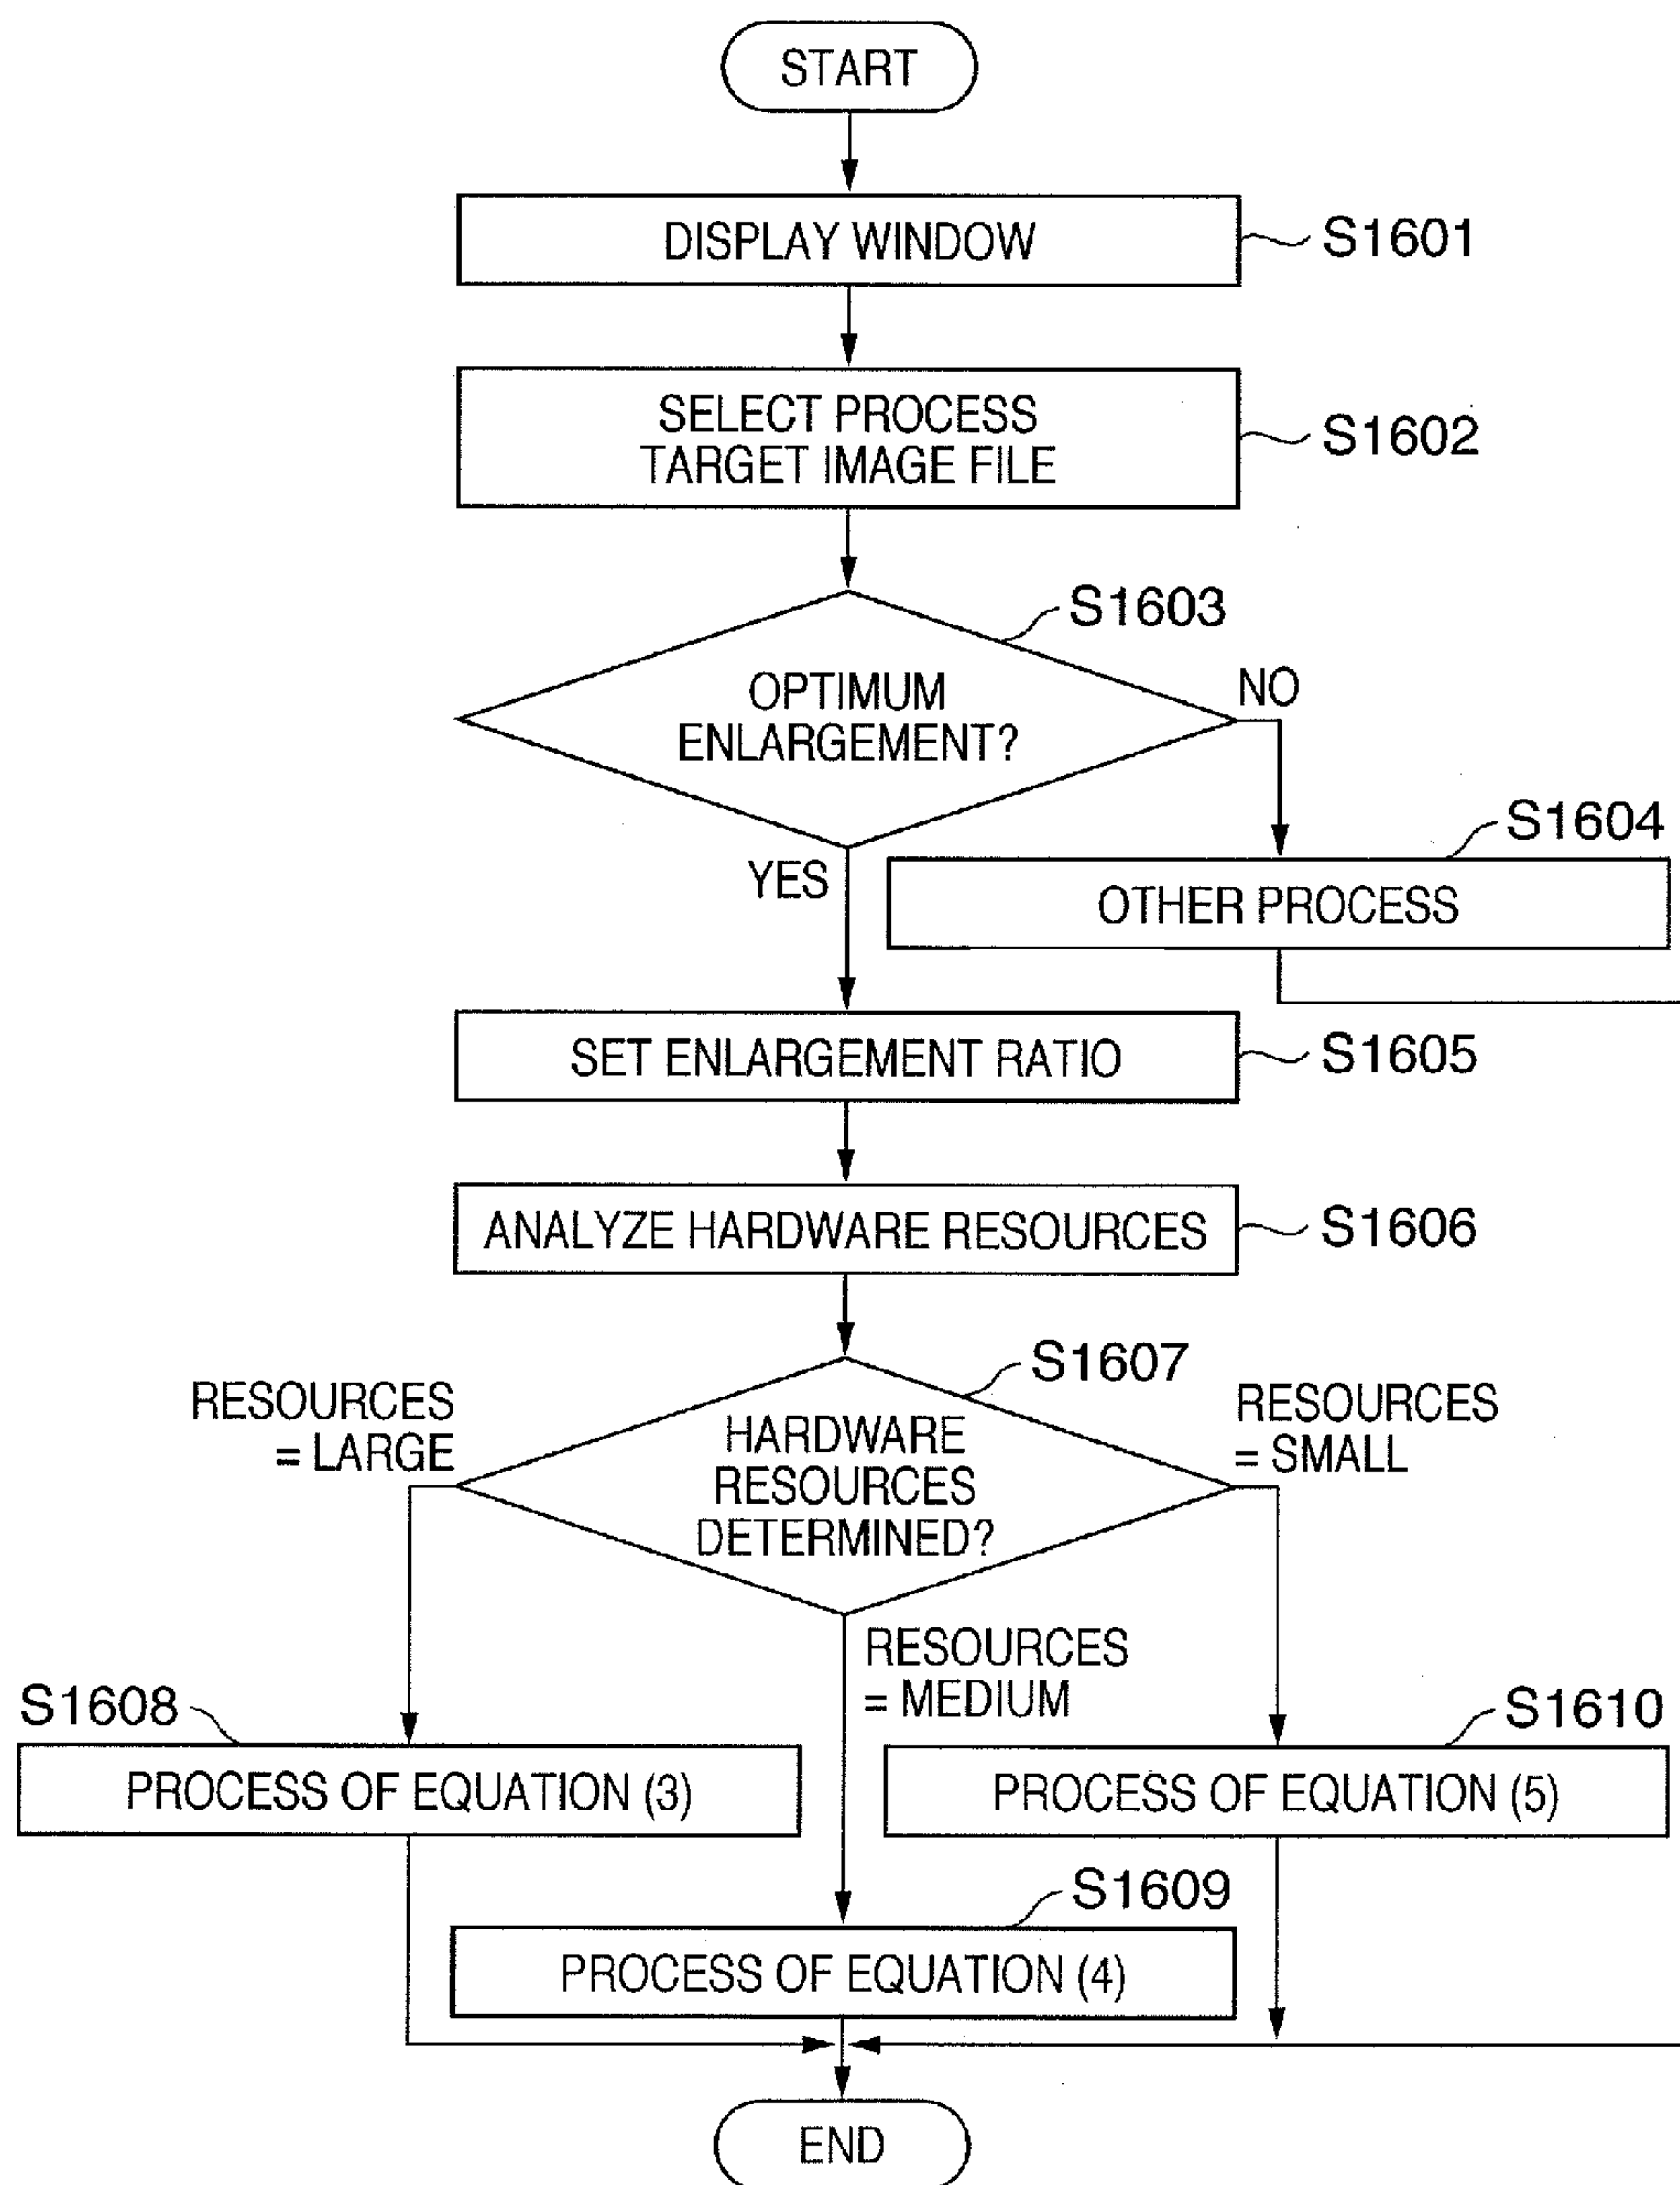 START
DISPLAY WINDOW
S1601
SELECT PROCESS
TARGET IMAGE FILE
S1602
S1603
OPTIMUM
ENLARGEMENT?
NO
YES
S1604
OTHER PROCESS
SET ENLARGEMENT RATIO
S1605
ANALYZE HARDWARE RESOURCES
S1606
S1607
HARDWARE
RESOURCES
DETERMINED?
RESOURCES
= LARGE
RESOURCES
= SMALL
RESOURCES
= MEDIUM
S1608
PROCESS OF EQUATION (3)
S1610
PROCESS OF EQUATION (5)
S1609
PROCESS OF EQUATION (4)
END